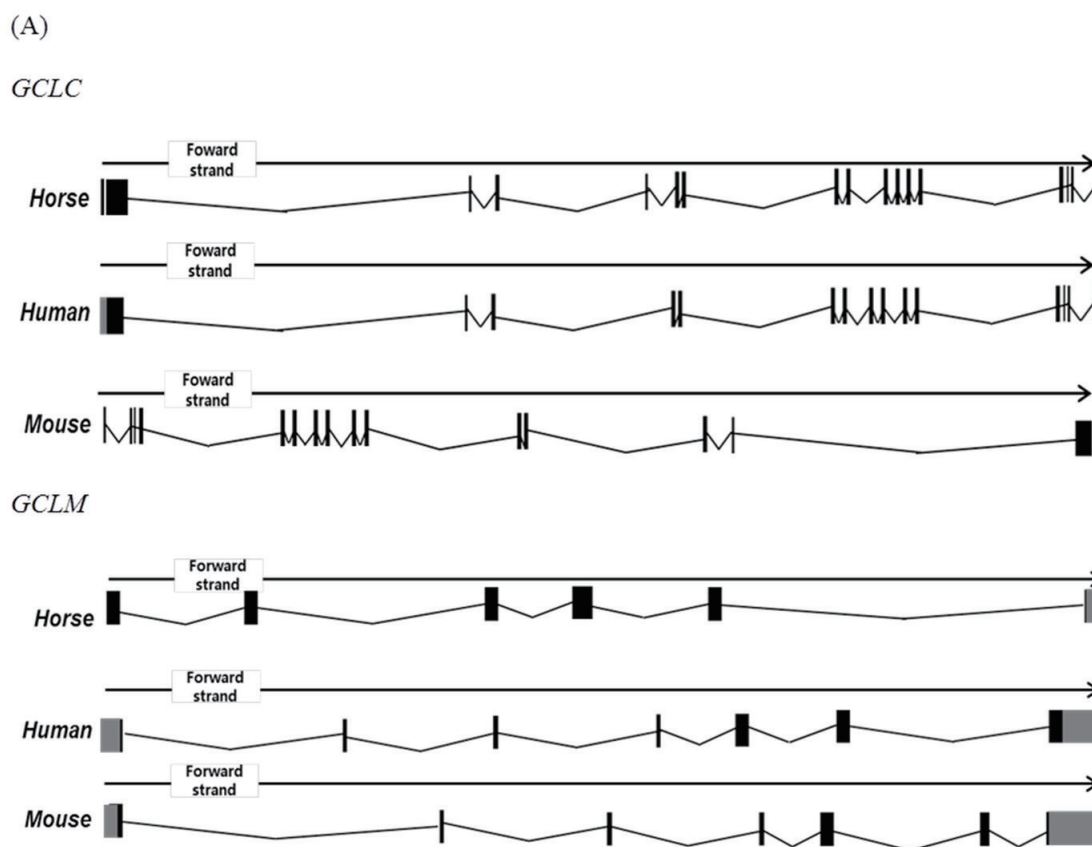 (A)
GCLC
Foward
strand
Horse
Foward
strand
Human
Foward
strand
Mouse
GCLM
Forward
strand
Horse
Forward
strand
Human
Forward
strand
Mouse